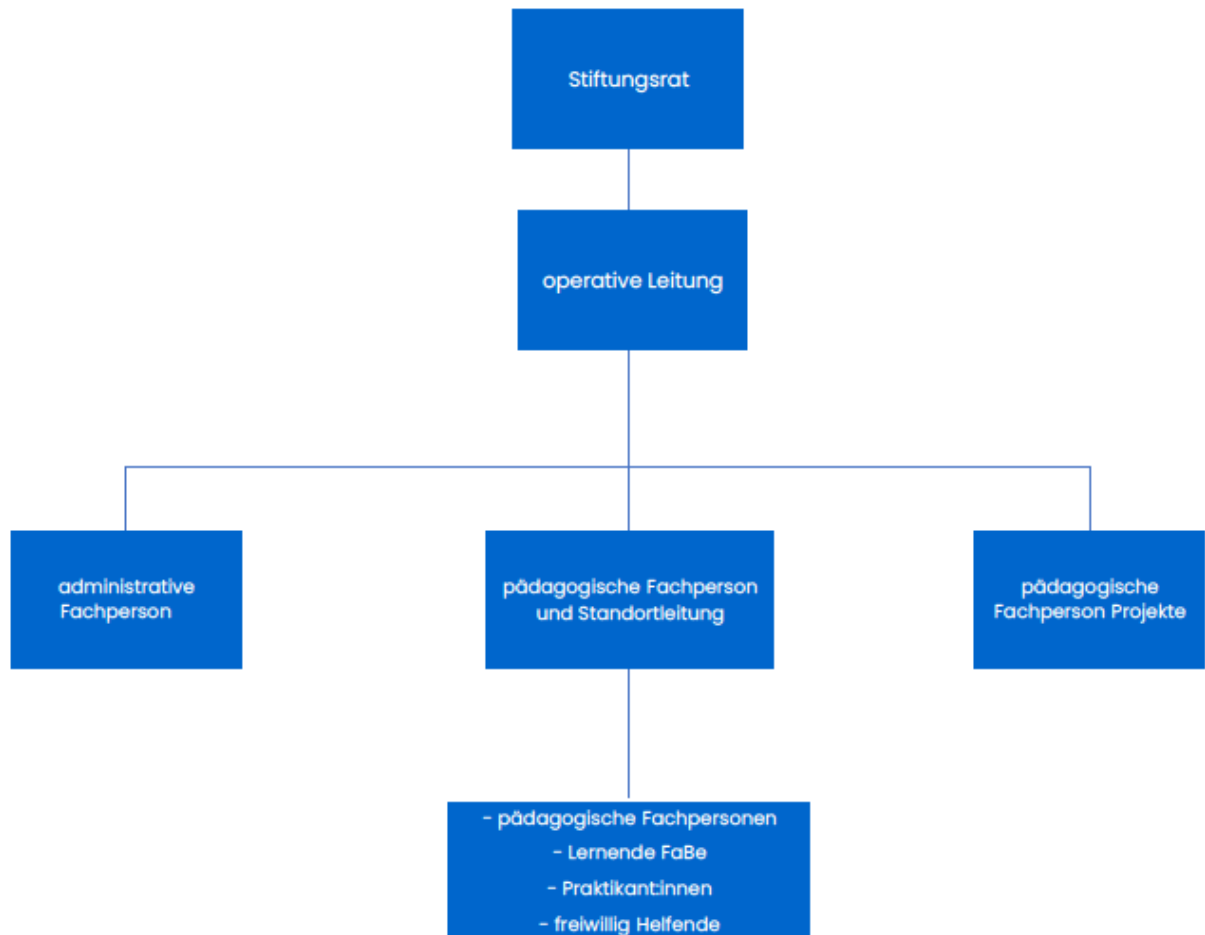 Stiftungsrat
operative Leitung
administrative
Fachperson
pädagogische Fachperson
und Standortleitung
pädagogische
Fachperson Projekte
- pädagogische Fachpersonen
- Lernende FaBe
- Praktikant:innen
- freiwillig Helfende